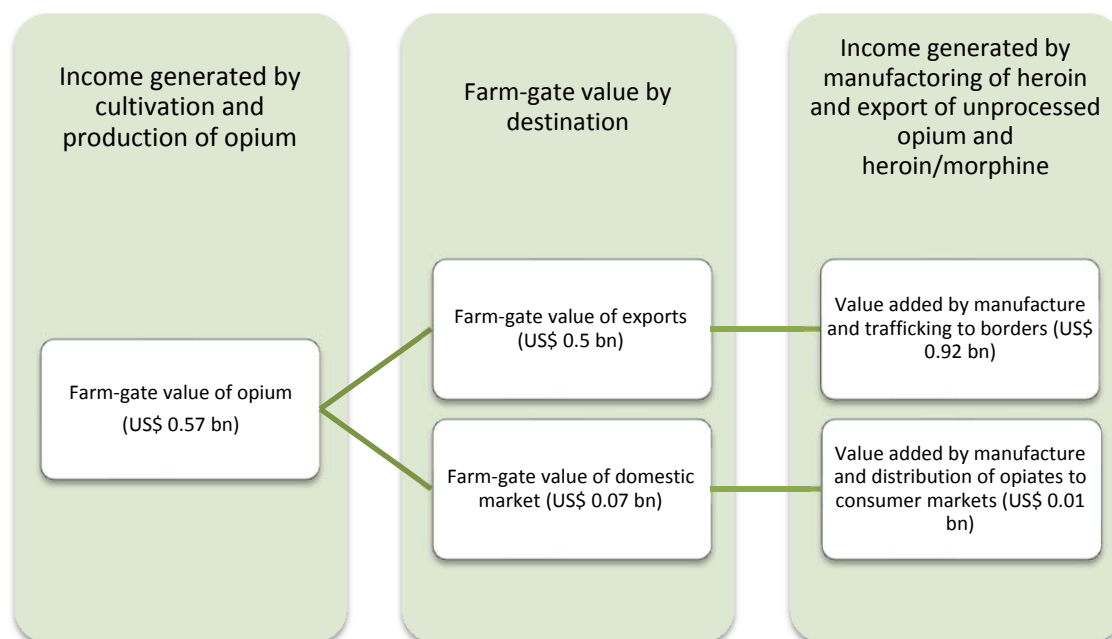 Income generated by
cultivation and
production of opium
Farm-gate value of opium
(US$ 0.57 bn)
Farm-gate value by
destination
Farm-gate value of exports
(US$ 0.5 bn)
Farm-gate value of domestic
market (US$ 0.07 bn)
Income generated by
manufactoring of heroin
and export of unprocessed
opium and
heroin/morphine
Value added by manufacture
and trafficking to borders (US$
0.92 bn)
Value added by manufacture
and distribution of opiates to
consumer markets (US$ 0.01
bn)